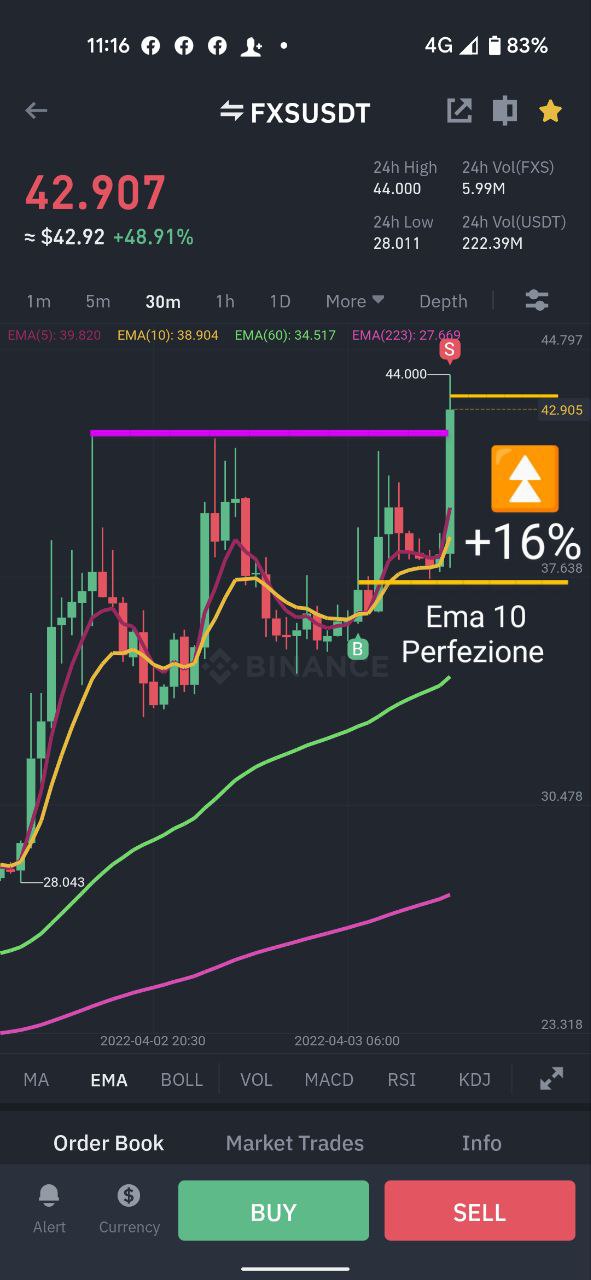 11:16
4G 83%
FXSUSDT
42.907
≈ $42.92 +48.91%
24h High
44.000
24h Vol(FXS)
5.99M
24h Low
28.011
24h Vol(USDT)
222.39M
1m 5m 30m 1h 1D More Depth
EMA(5): 39.820 EMA(10): 38.904 EMA(60): 34.517 EMA(223): 27.669
44.797
S
44.000
42.905
+16%
37.638
Ema 10
Perfezione
B
BINANCE
30.478
28.043
23.318
2022-04-02 20:30 2022-04-03 06:00
MA EMA BOLL VOL MACD RSI KDJ
Order Book Market Trades Info
Alert Currency BUY SELL